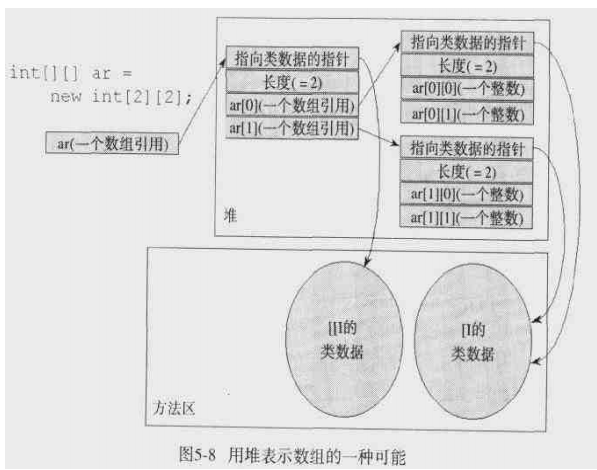 int[][] ar =
new int[2][2];
ar(一个数组引用)
指向类数据的指针
长度(=2)
ar[0](一个数组引用)
ar[1](一个数组引用)
指向类数据的指针
长度(=2)
ar[0][0](一个整数)
ar[0][1](一个整数)
指向类数据的指针
长度(=2)
ar[1][0](一个整数)
ar[1][1](一个整数)
堆
[[I的
类数据
[I的
类数据
方法区
图5-8 用堆表示数组的一种可能